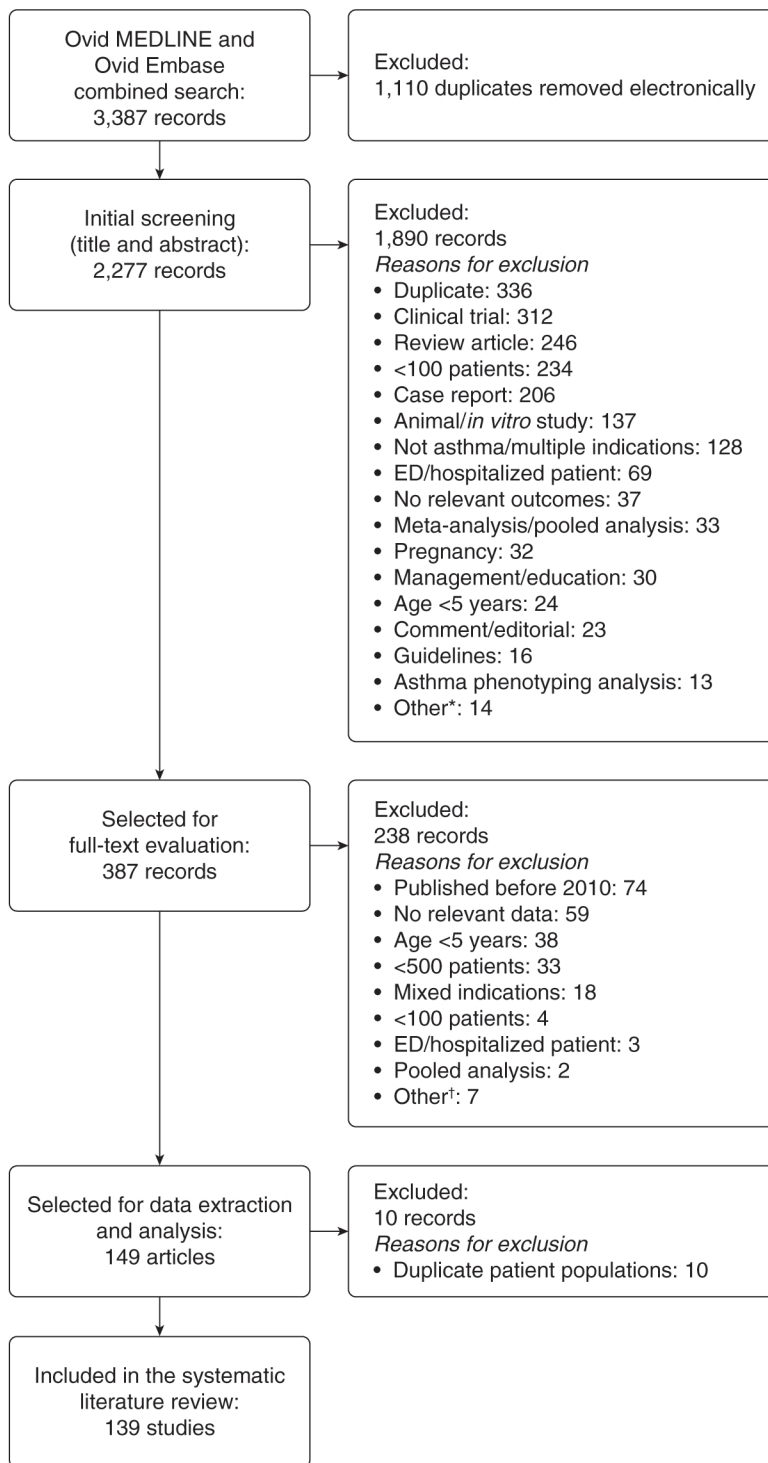 Ovid MEDLINE and
Ovid Embase
combined search:
3,387 records
Excluded:
1,110 duplicates removed electronically
Initial screening
(title and abstract):
2,277 records
Excluded:
1,890 records
Reasons for exclusion
• Duplicate: 336
• Clinical trial: 312
• Review article: 246
• <100 patients: 234
• Case report: 206
• Animal/in vitro study: 137
• Not asthma/multiple indications: 128
• ED/hospitalized patient: 69
• No relevant outcomes: 37
• Meta-analysis/pooled analysis: 33
• Pregnancy: 32
• Management/education: 30
• Age <5 years: 24
• Comment/editorial: 23
• Guidelines: 16
• Asthma phenotyping analysis: 13
• Other*: 14
Selected for
full-text evaluation:
387 records
Excluded:
238 records
Reasons for exclusion
• Published before 2010: 74
• No relevant data: 59
• Age <5 years: 38
• <500 patients: 33
• Mixed indications: 18
• <100 patients: 4
• ED/hospitalized patient: 3
• Pooled analysis: 2
• Other†: 7
Selected for data extraction
and analysis:
149 articles
Excluded:
10 records
Reasons for exclusion
• Duplicate patient populations: 10
Included in the systematic
literature review:
139 studies